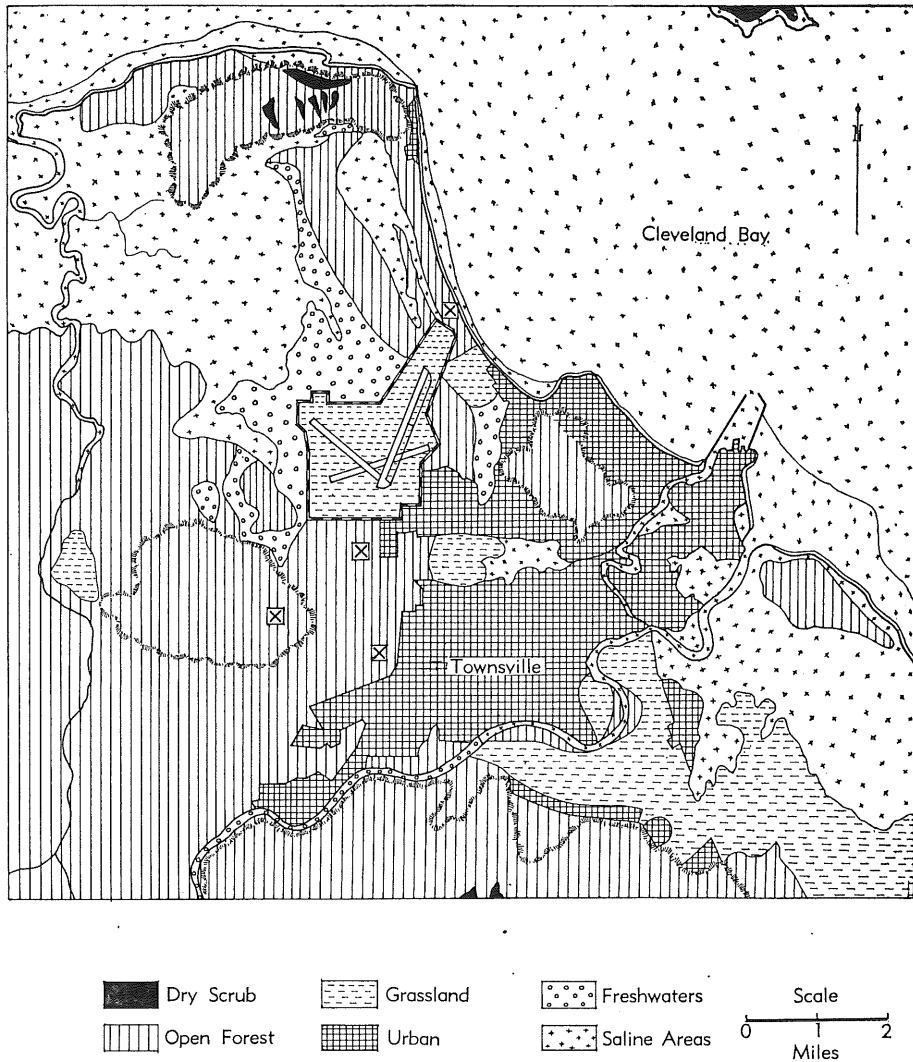 N
Cleveland Bay
Townsville
Dry Scrub
Grassland
Freshwaters
Scale
Open Forest
Urban
Saline Areas
0 1 2
Miles